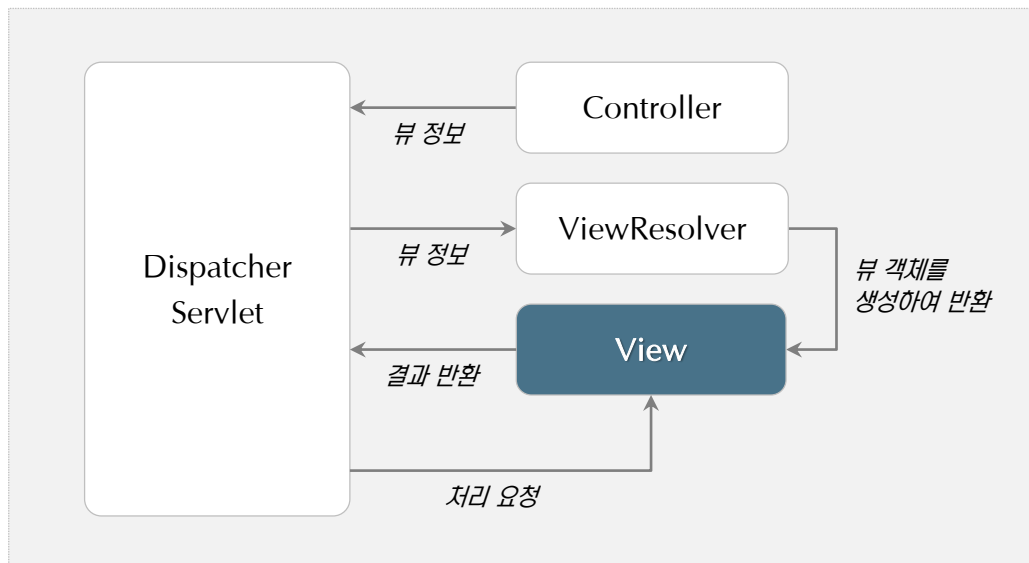 Controller
뷰 정보
ViewResolver
뷰 정보
Dispatcher
Servlet
뷰 객체를
생성하여 반환
View
결과 반환
처리 요청